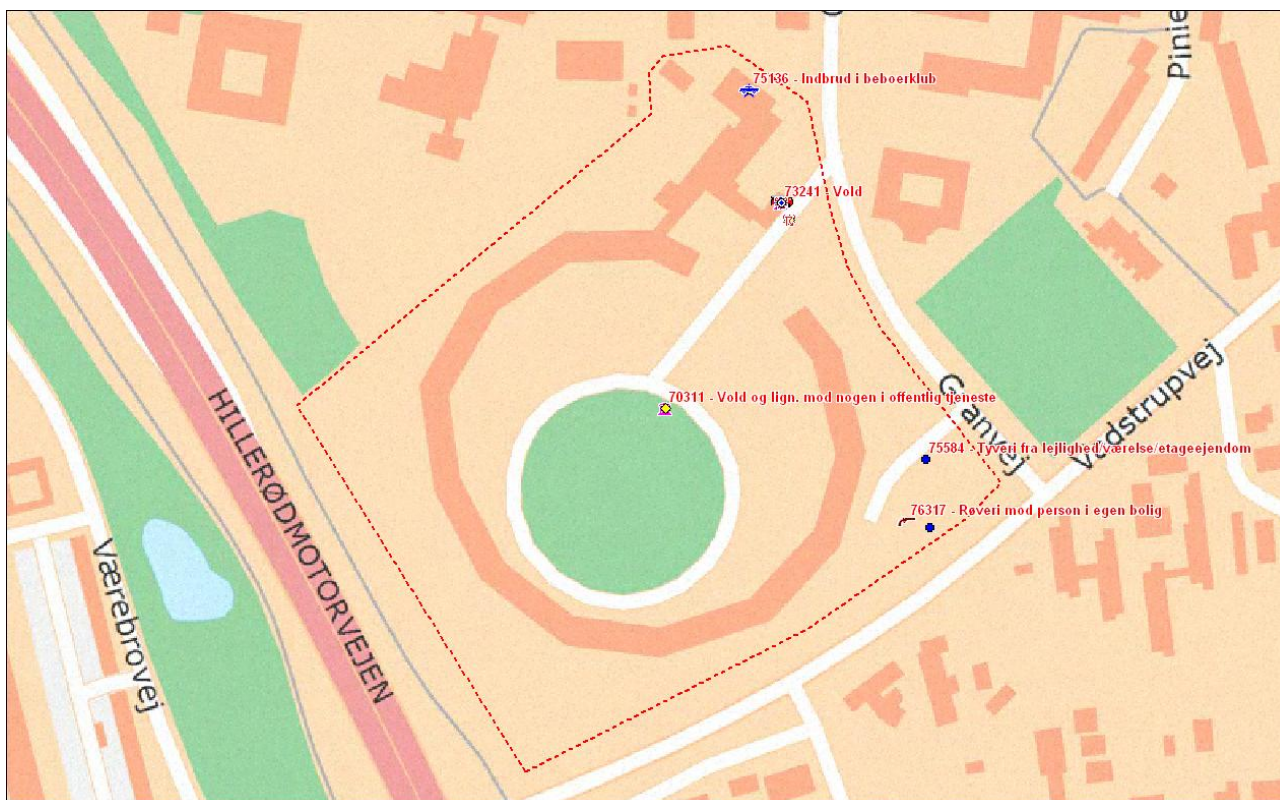 Pinie
75136 - Indbrud i beboerklub
73241 - Vold
70311 - Vold og lign. mod nogen i offentlig tjeneste
Granvej
Vadstrupvej
75584 - Tyveri fra lejlighed/værelse/etageejendom
76317 - Røveri mod person i egen bolig
HILLERØDMOTORVEJEN
Værebrovej